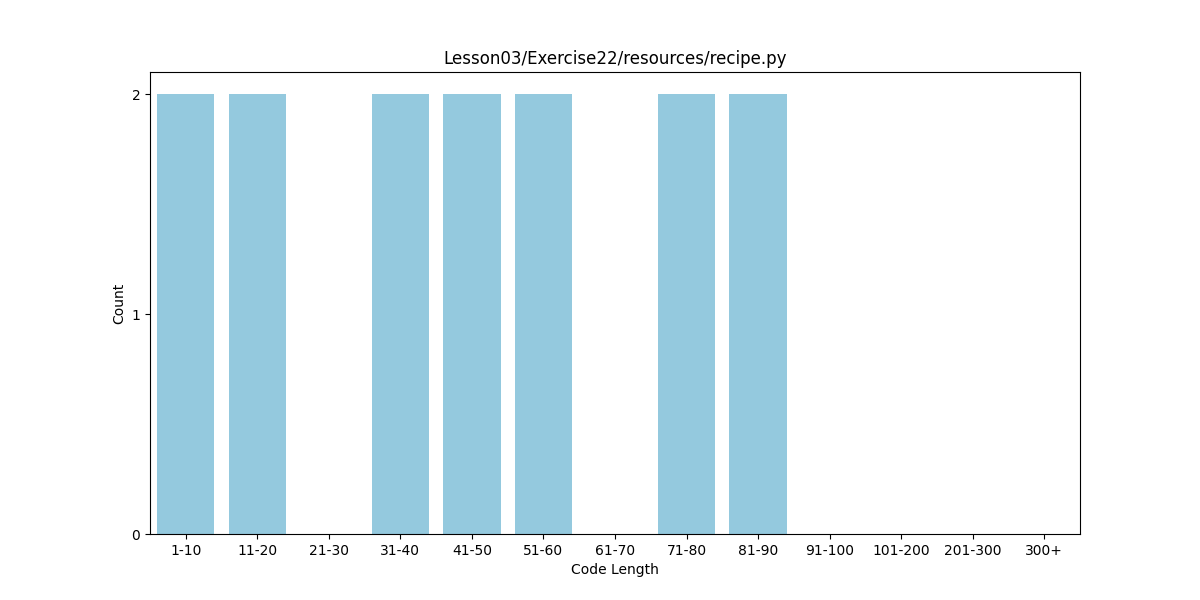 Lesson03/Exercise22/resources/recipe.py
2
1
0
Count
1-10 11-20 21-30 31-40 41-50 51-60 61-70 71-80 81-90 91-100 101-200 201-300 300+
Code Length